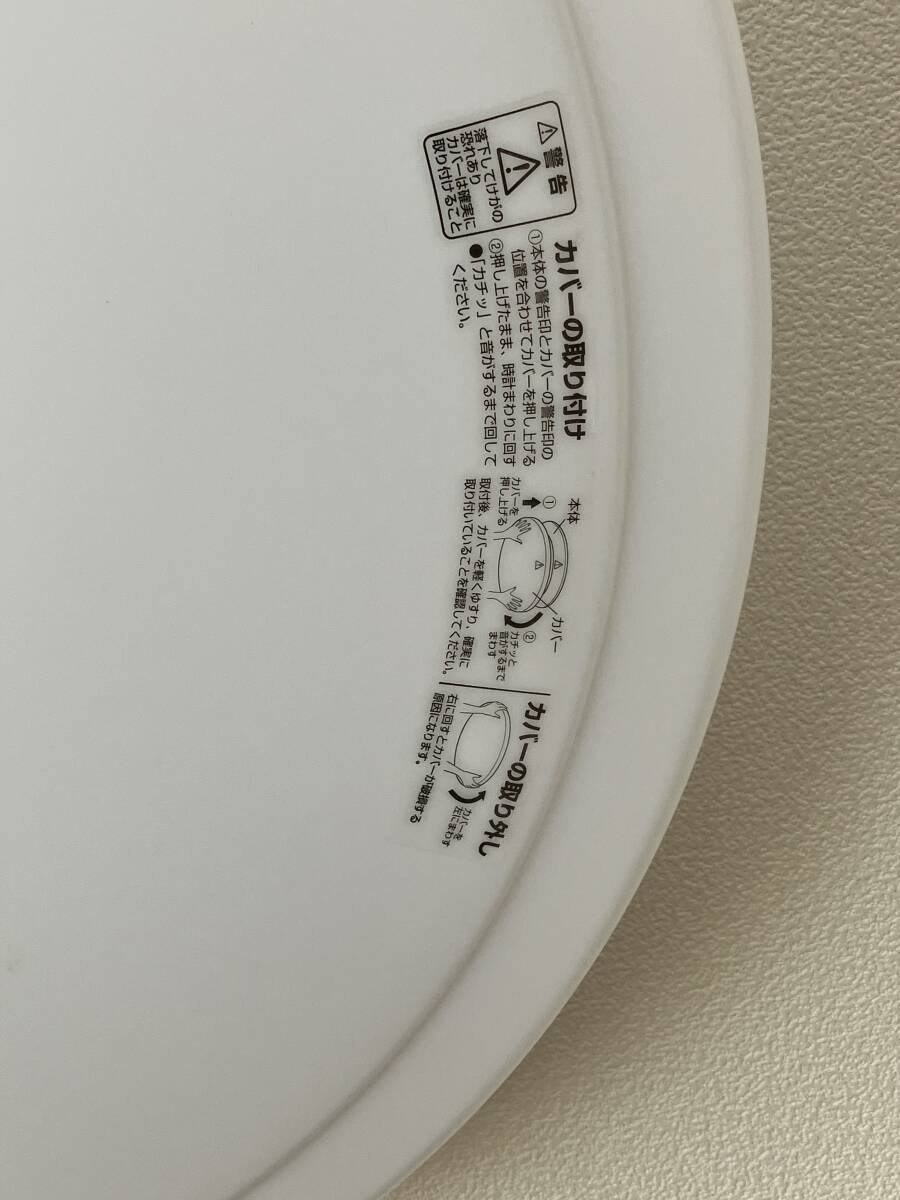 ⚠ 警告
落下してけがの
恐れあり
カバーは確実に
取り付けること
カバーの取り付け
①本体の警告印とカバーの警告印の
位置を合わせてカバーを押し上げる
②押し上げたまま、時計まわりに回す
●「カチッ」と音がするまで回して
ください。
本体
①
カバーを
押し上げる
カバー
②
カチッと
音がするまで
まわす
取付後、カバーを軽くゆすり、確実に
取り付いていることを確認してください。
カバーの取り外し
カバーを
左にまわす
右に回すとカバーが破損する
原因になります。